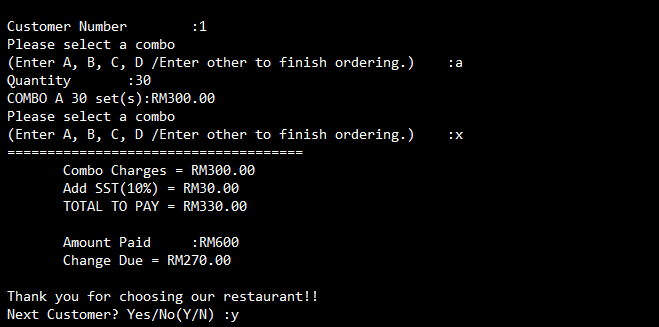 Customer Number        :1
Please select a combo
(Enter A, B, C, D /Enter other to finish ordering.)    :a
Quantity       :30
COMBO A 30 set(s):RM300.00
Please select a combo
(Enter A, B, C, D /Enter other to finish ordering.)    :x
=====================================
       Combo Charges = RM300.00
       Add SST(10%) = RM30.00
       TOTAL TO PAY = RM330.00

       Amount Paid     :RM600
       Change Due = RM270.00

Thank you for choosing our restaurant!!
Next Customer? Yes/No(Y/N) :y